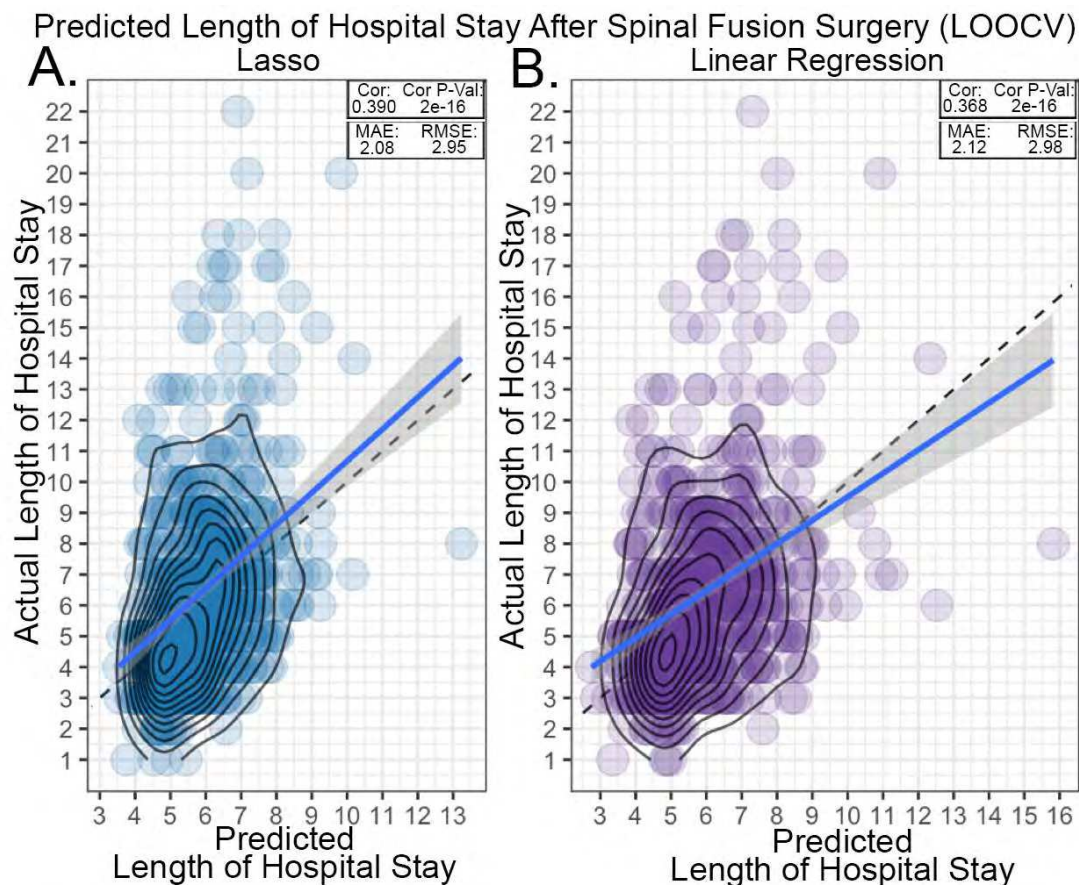 Predicted Length of Hospital Stay After Spinal Fusion Surgery (LOOCV)
A.
Lasso
Cor: Cor P-Val:
0.390 2e-16
MAE: RMSE:
2.08 2.95
Actual Length of Hospital Stay
22
21
20
19
18
17
16
15
14
13
12
11
10
9
8
7
6
5
4
3
2
1
3 4 5 6 7 8 9 10 11 12 13
Predicted
Length of Hospital Stay
B.
Linear Regression
Cor: Cor P-Val:
0.368 2e-16
MAE: RMSE:
2.12 2.98
Actual Length of Hospital Stay
22
21
20
19
18
17
16
15
14
13
12
11
10
9
8
7
6
5
4
3
2
1
3 4 5 6 7 8 9 10 11 12 13 14 15 16
Predicted
Length of Hospital Stay